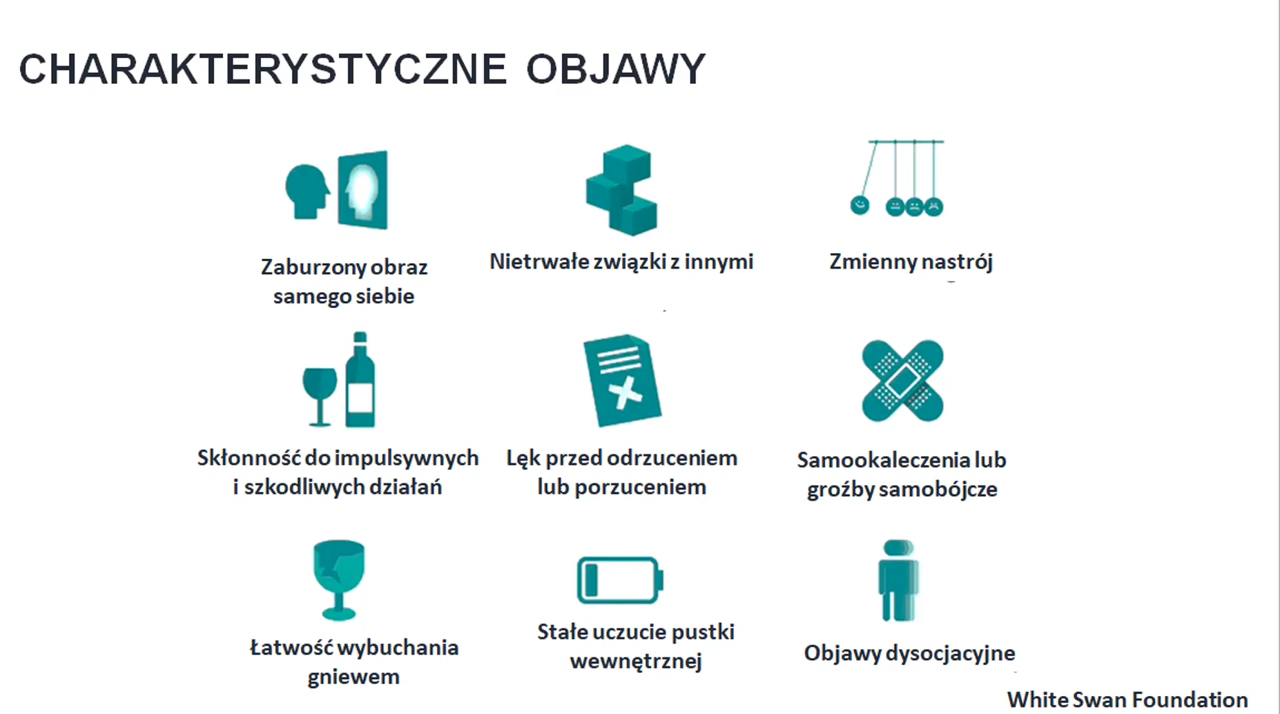 CHARAKTERYSTYCZNE OBJAWY
Zaburzony obraz
samego siebie
Nietrwałe związki z innymi
Zmienny nastrój
Skłonność do impulsywnych
i szkodliwych działań
Lęk przed odrzuceniem
lub porzuceniem
Samookaleczenia lub
groźby samobójcze
Łatwość wybuchania
gniewem
Stałe uczucie pustki
wewnętrznej
Objawy dysocjacyjne
White Swan Foundation